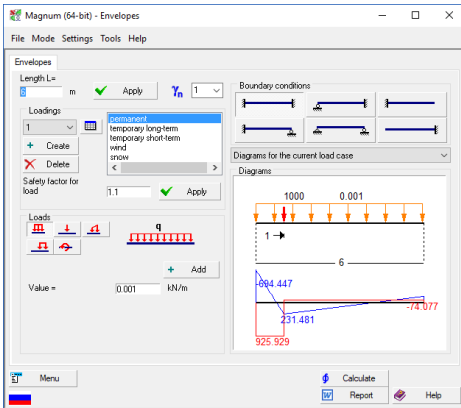 Magnum (64-bit) - Envelopes
File Mode Settings Tools Help
Envelopes
Length L=
6 m Apply γn 1
Loadings
1
Create
Delete
permanent
temporary long-term
temporary short-term
wind
snow
Safety factor for
load 1.1 Apply
Loads
q
Add
Value = 0.001 kN/m
Boundary conditions
Diagrams for the current load case
Diagrams
1000 0.001
1
6
-694.447
231.481
-74.077
925.929
Menu
Calculate
Report
Help